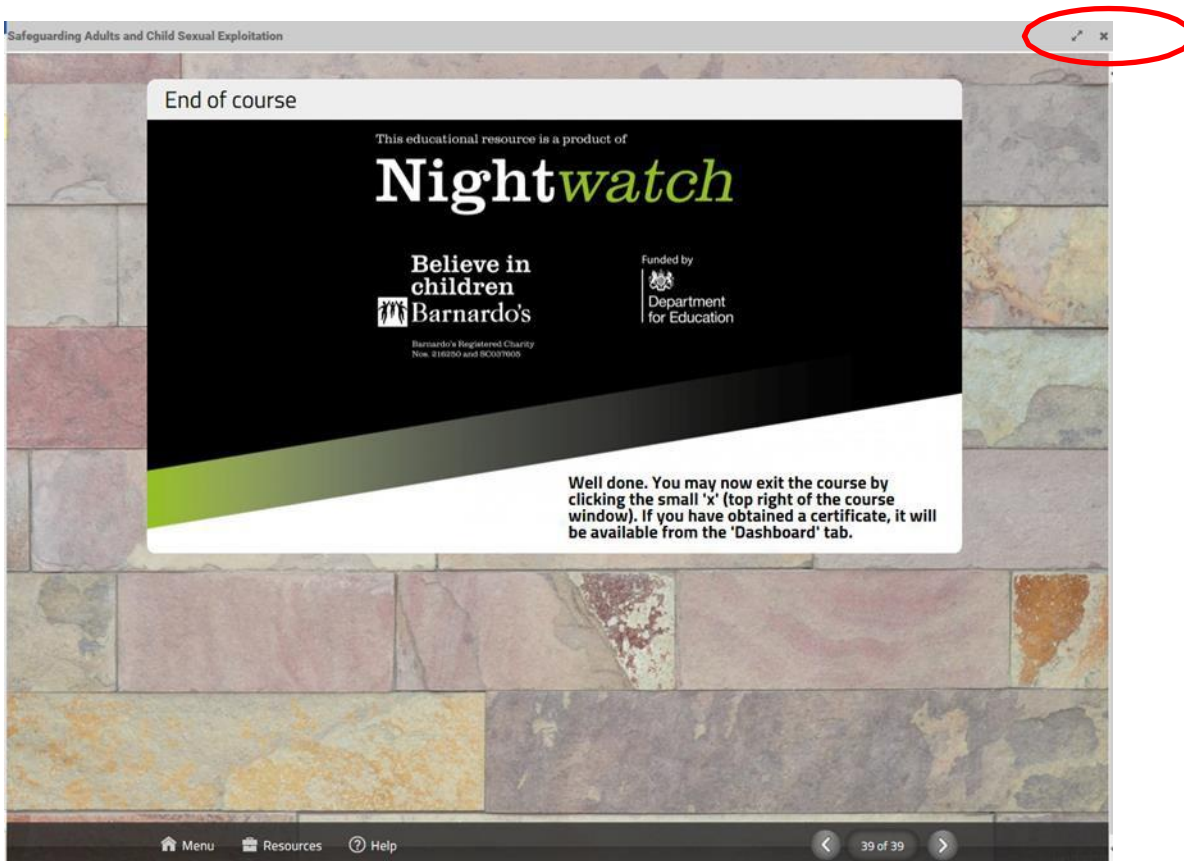 Safeguarding Adults and Child Sexual Exploitation
End of course
This educational resource is a product of
Nightwatch
Believe in
children
Barnardo's
Barnardo's Registered Charity
Nos. 216250 and SC037605
Funded by
Department
for Education
Well done. You may now exit the course by
clicking the small 'x' (top right of the course
window). If you have obtained a certificate, it will
be available from the 'Dashboard' tab.
Menu Resources Help 39 of 39